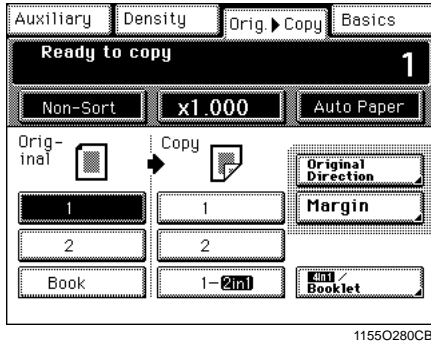 Auxiliary Density Orig.▶Copy Basics
Ready to copy 1
Non-Sort x1.000 Auto Paper
Orig-
inal
Copy
Original
Direction
1 1 Margin
2 2
Book 1-2in1 4in1/
Booklet
1155O280CB